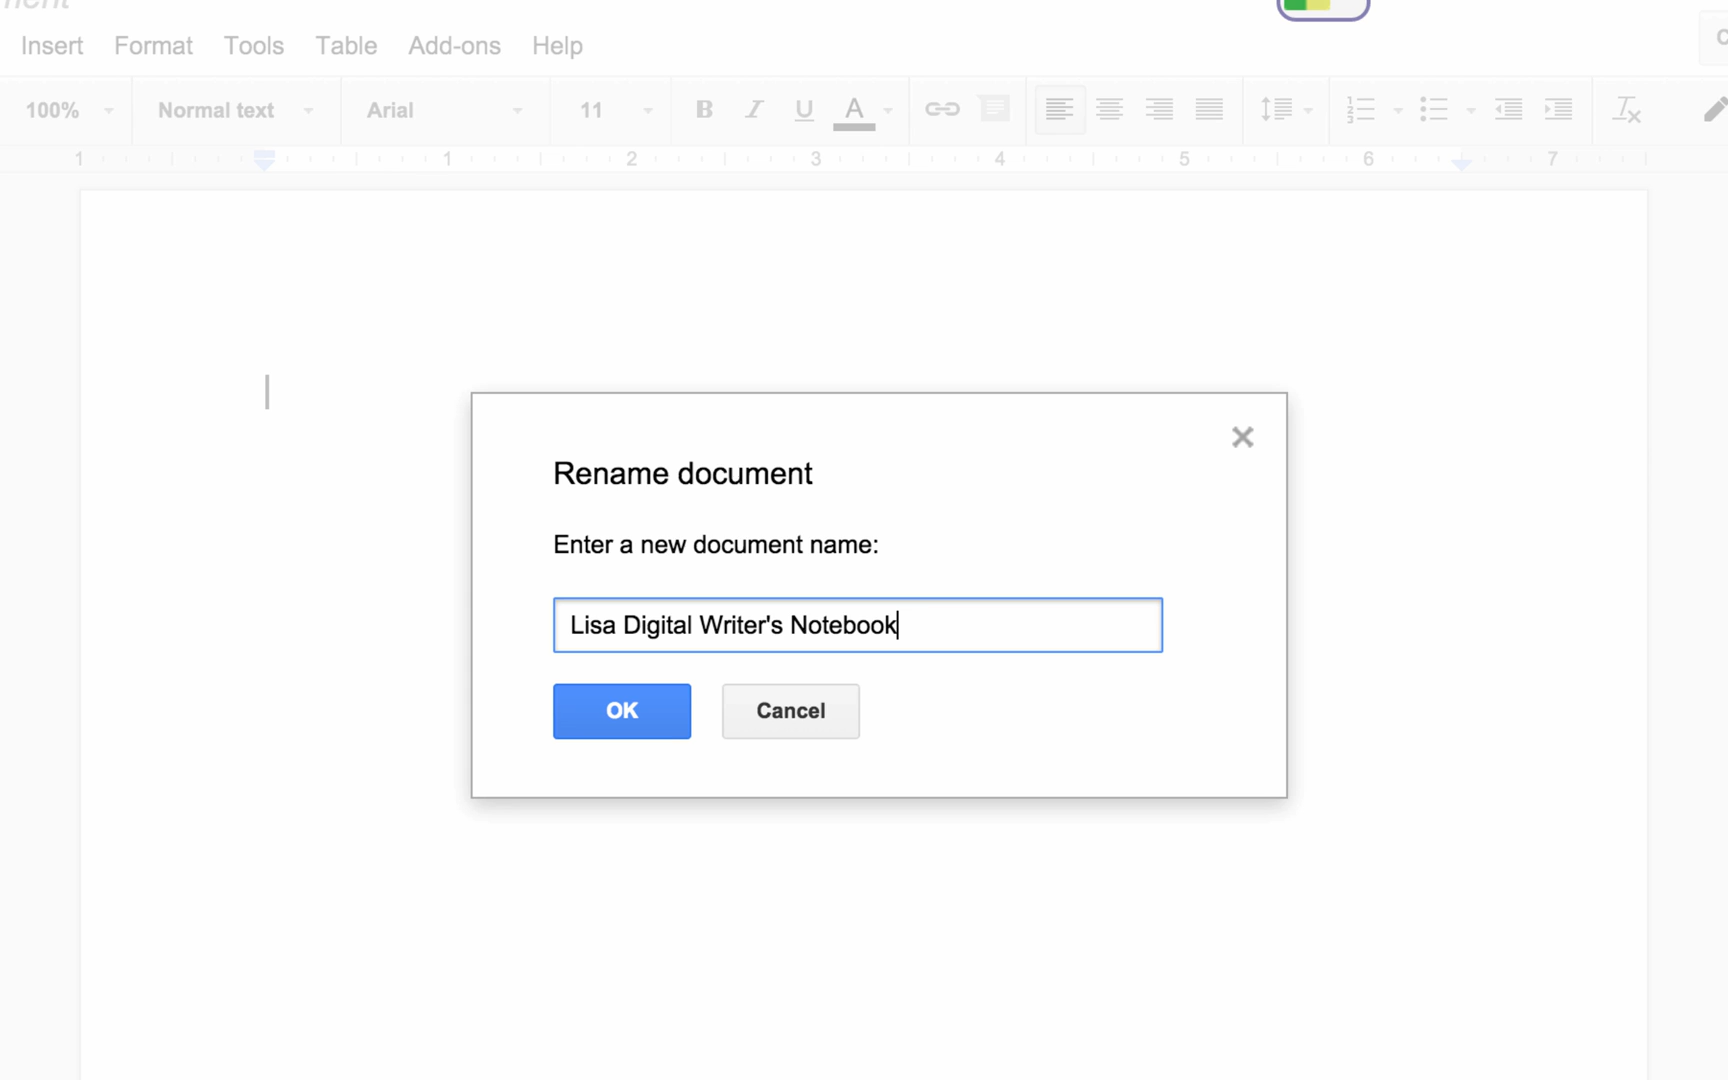 Insert Format Tools Table Add-ons Help
100% Normal text Arial 11 B I U A
1 1 2 3 4 5 6 7
Rename document
Enter a new document name:
Lisa Digital Writer's Notebook
OK Cancel